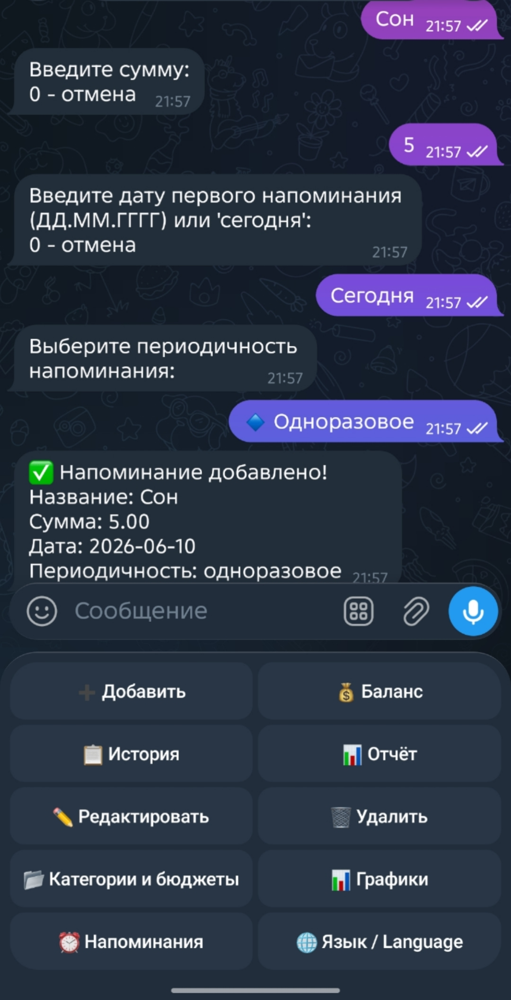 Сон 21:57
Введите сумму:
0 - отмена 21:57
5 21:57
Введите дату первого напоминания
(ДД.ММ.ГГГГ) или 'сегодня':
0 - отмена 21:57
Сегодня 21:57
Выберите периодичность
напоминания: 21:57
Одноразовое 21:57
Напоминание добавлено!
Название: Сон
Сумма: 5.00
Дата: 2026-06-10
Периодичность: одноразовое 21:57
Сообщение
Добавить
Баланс
История
Отчёт
Редактировать
Удалить
Категории и бюджеты
Графики
Напоминания
Язык / Language